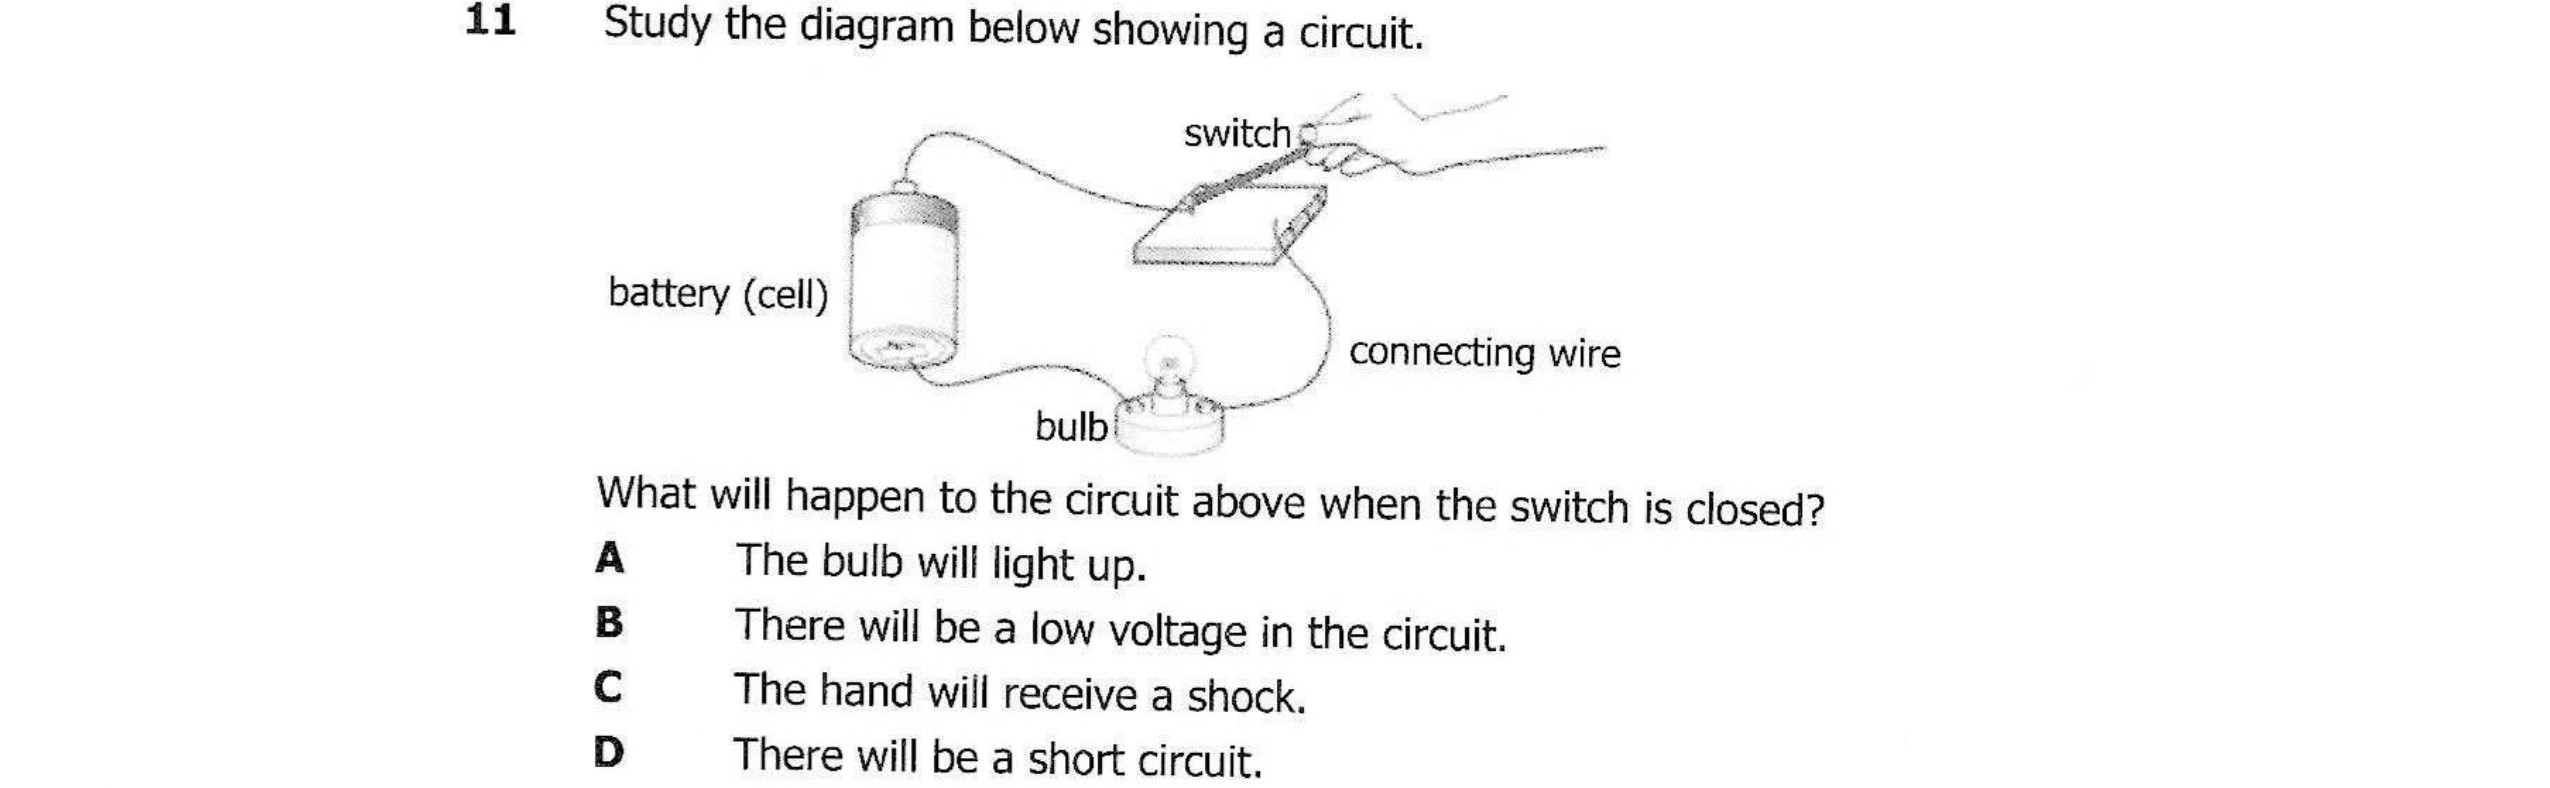 11 Study the diagram below showing a circuit.
switch
battery (cell)
connecting wire
bulb
What will happen to the circuit above when the switch is closed?
A The bulb will light up.
B There will be a low voltage in the circuit.
C The hand will receive a shock.
D There will be a short circuit.